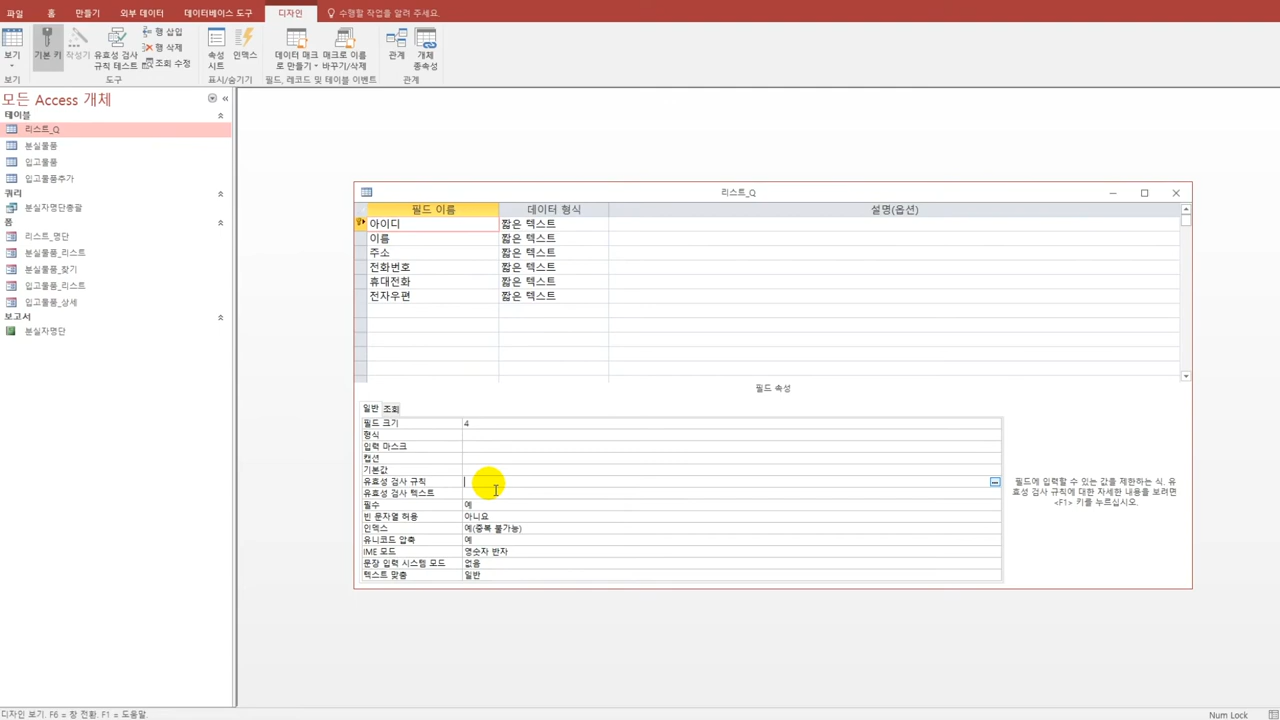 파일 홈 만들기 외부 데이터 데이터베이스 도구 디자인 수행할 작업을 알려 주세요.
보기 기본 키 작성기 유효성 검사 규칙 테스트 행 삽입 행 삭제 조회 수정 속성 시트 인덱스 데이터 매크로 만들기 매크로 이름 바꾸기/삭제 관계 개체 종속성
보기 도구 표시/숨기기 필드, 레코드 및 테이블 이벤트 관계
모든 Access 개체
테이블
리스트_Q
분실물품
입고물품
입고물품추가
쿼리
분실자명단총괄
폼
리스트_명단
분실물품_리스트
분실물품_찾기
입고물품_리스트
입고물품_상세
보고서
분실자명단
리스트_Q
필드 이름 데이터 형식 설명(옵션)
아이디 짧은 텍스트
이름 짧은 텍스트
주소 짧은 텍스트
전화번호 짧은 텍스트
휴대전화 짧은 텍스트
전자우편 짧은 텍스트
필드 속성
일반 조회
필드 크기 4
형식
입력 마스크
캡션
기본값
유효성 검사 규칙
유효성 검사 텍스트
필수 예
빈 문자열 허용 아니요
인덱스 예(중복 불가능)
유니코드 압축 예
IME 모드 영숫자 반자
문장 입력 시스템 모드 없음
텍스트 맞춤 일반
필드에 입력할 수 있는 값을 제한하는 식. 유
효성 검사 규칙에 대한 자세한 내용을 보려면
<F1> 키를 누르십시오.
디자인 보기. F6 = 창 전환. F1 = 도움말. Num Lock